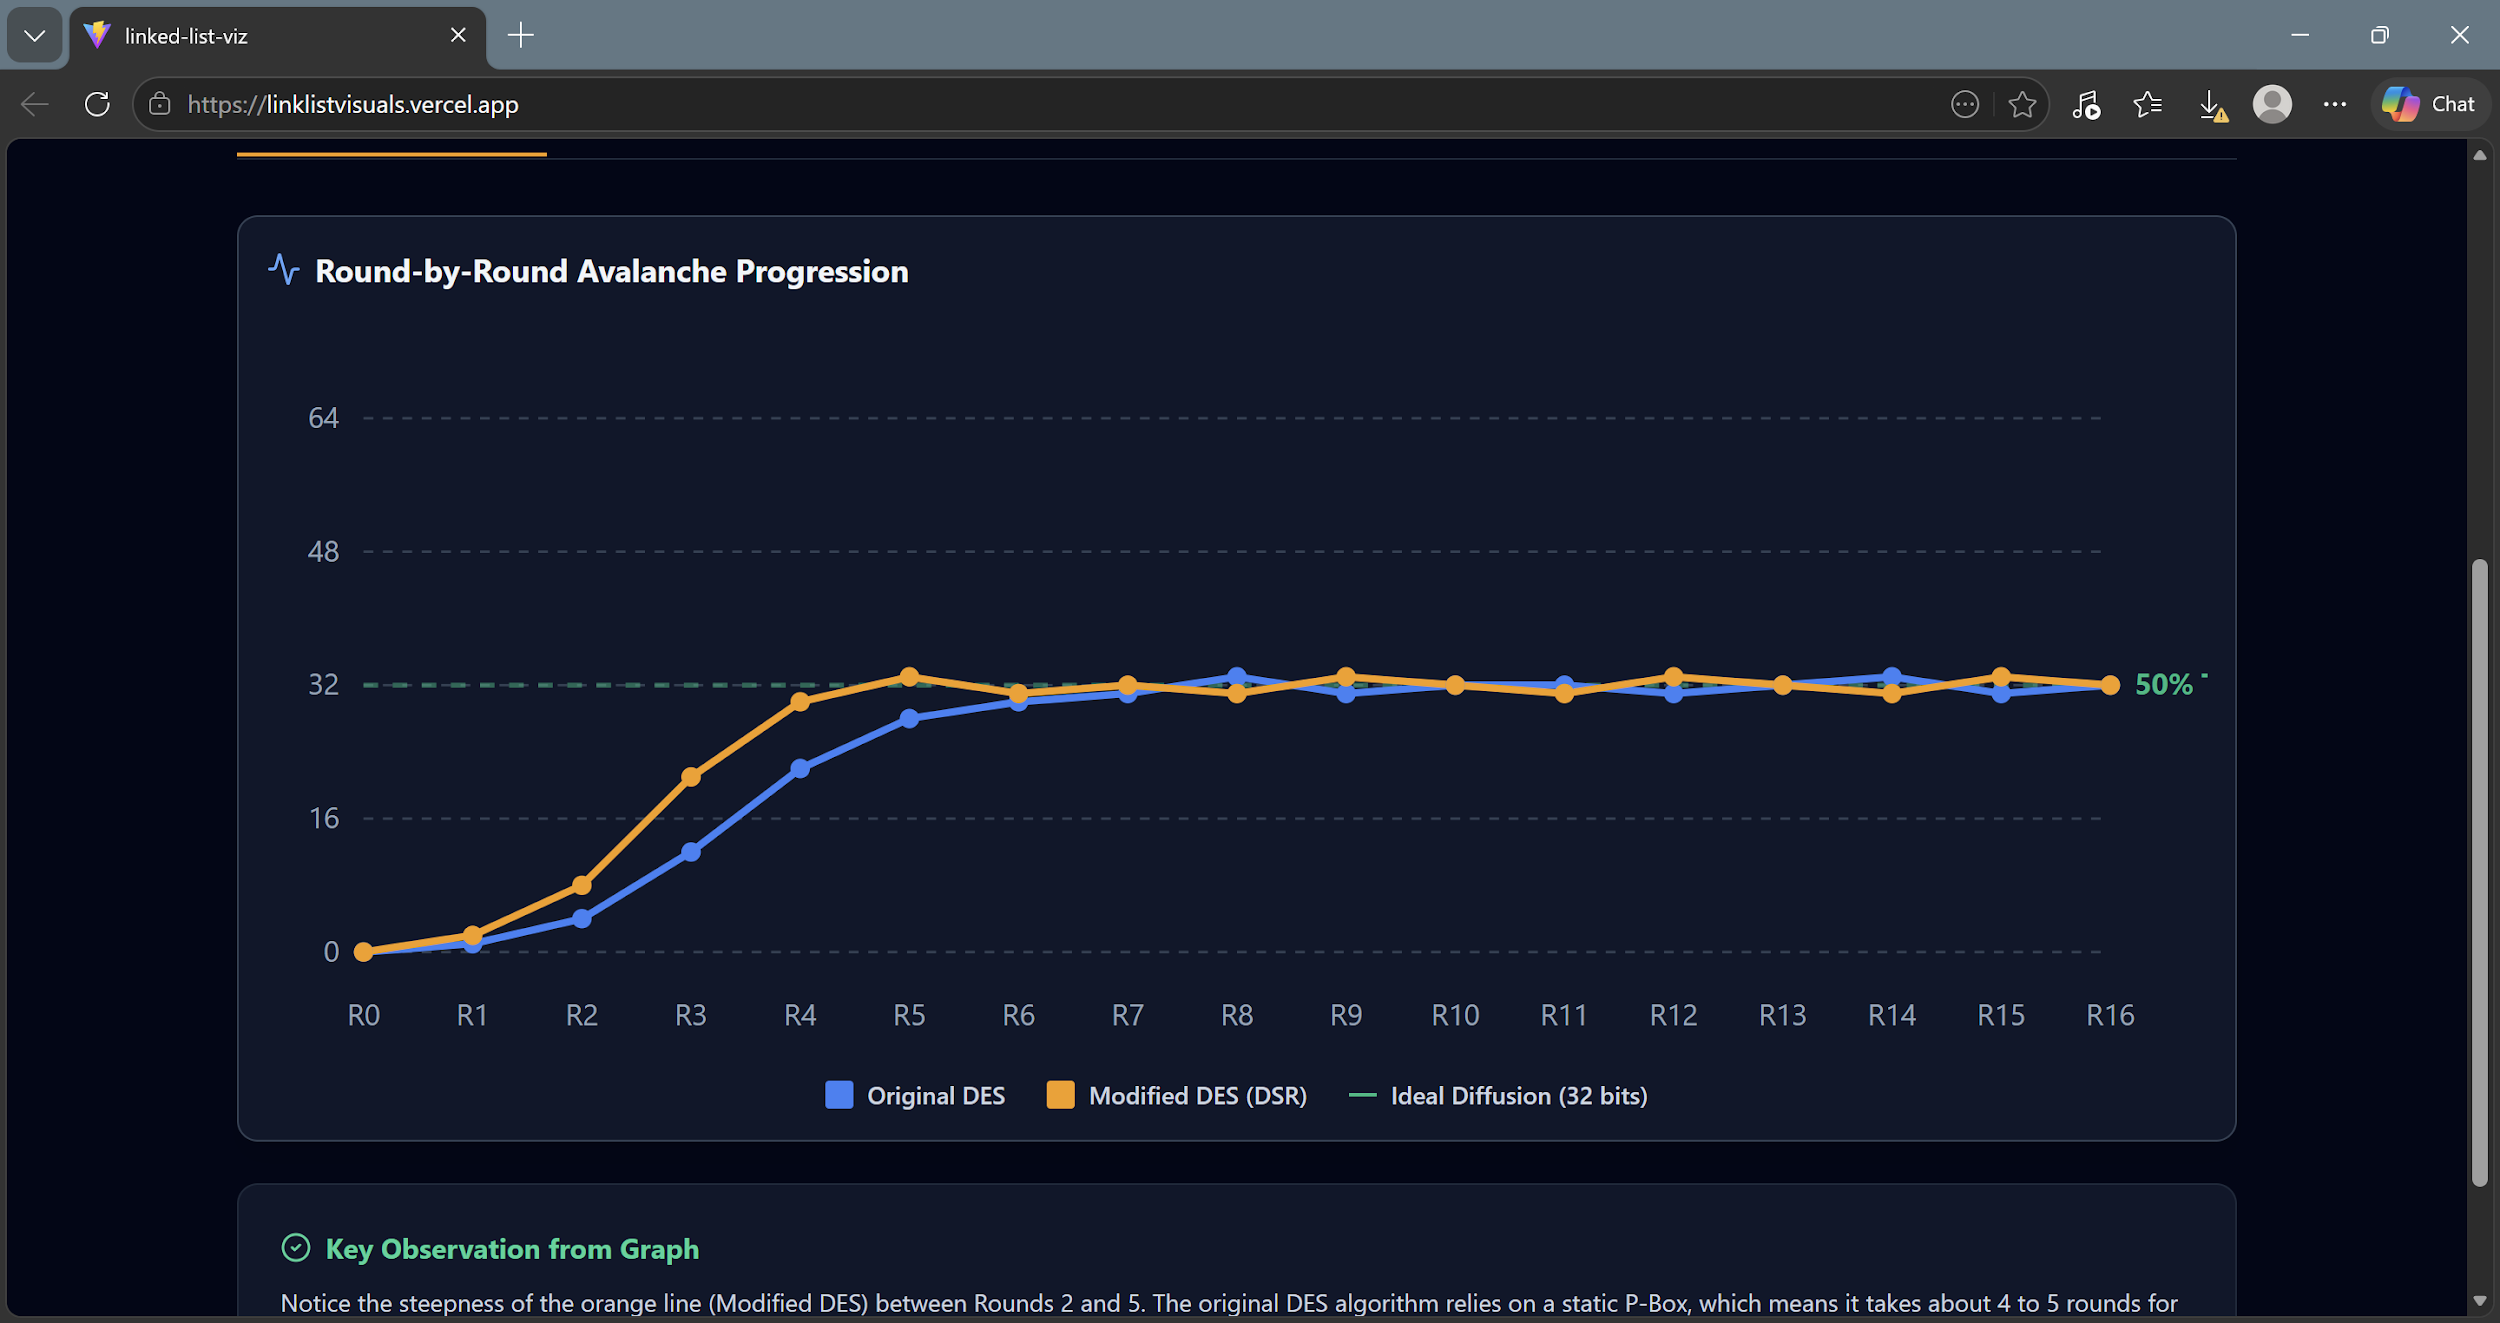 linked-list-viz
https://linklistvisuals.vercel.app
Chat
Round-by-Round Avalanche Progression
64
48
32
50%
16
0
R0 R1 R2 R3 R4 R5 R6 R7 R8 R9 R10 R11 R12 R13 R14 R15 R16
Original DES Modified DES (DSR) Ideal Diffusion (32 bits)
Key Observation from Graph
Notice the steepness of the orange line (Modified DES) between Rounds 2 and 5. The original DES algorithm relies on a static P-Box, which means it takes about 4 to 5 rounds for